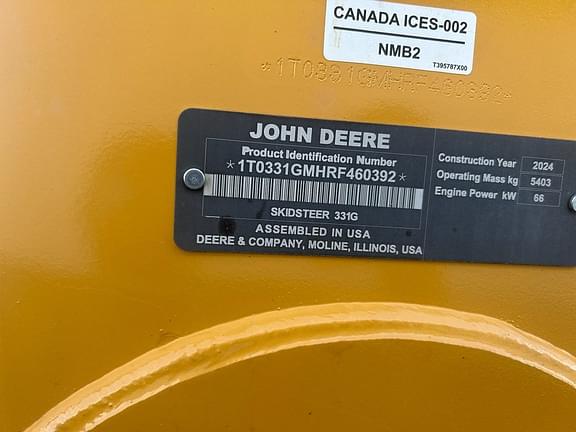 CANADA ICES-002
NMB2
T395787X00
*1T0331GMHRF460392*
JOHN DEERE
Product Identification Number
*1T0331GMHRF460392*
SKIDSTEER 331G
ASSEMBLED IN USA
DEERE & COMPANY, MOLINE, ILLINOIS, USA
Construction Year 2024
Operating Mass kg 5403
Engine Power kW 66